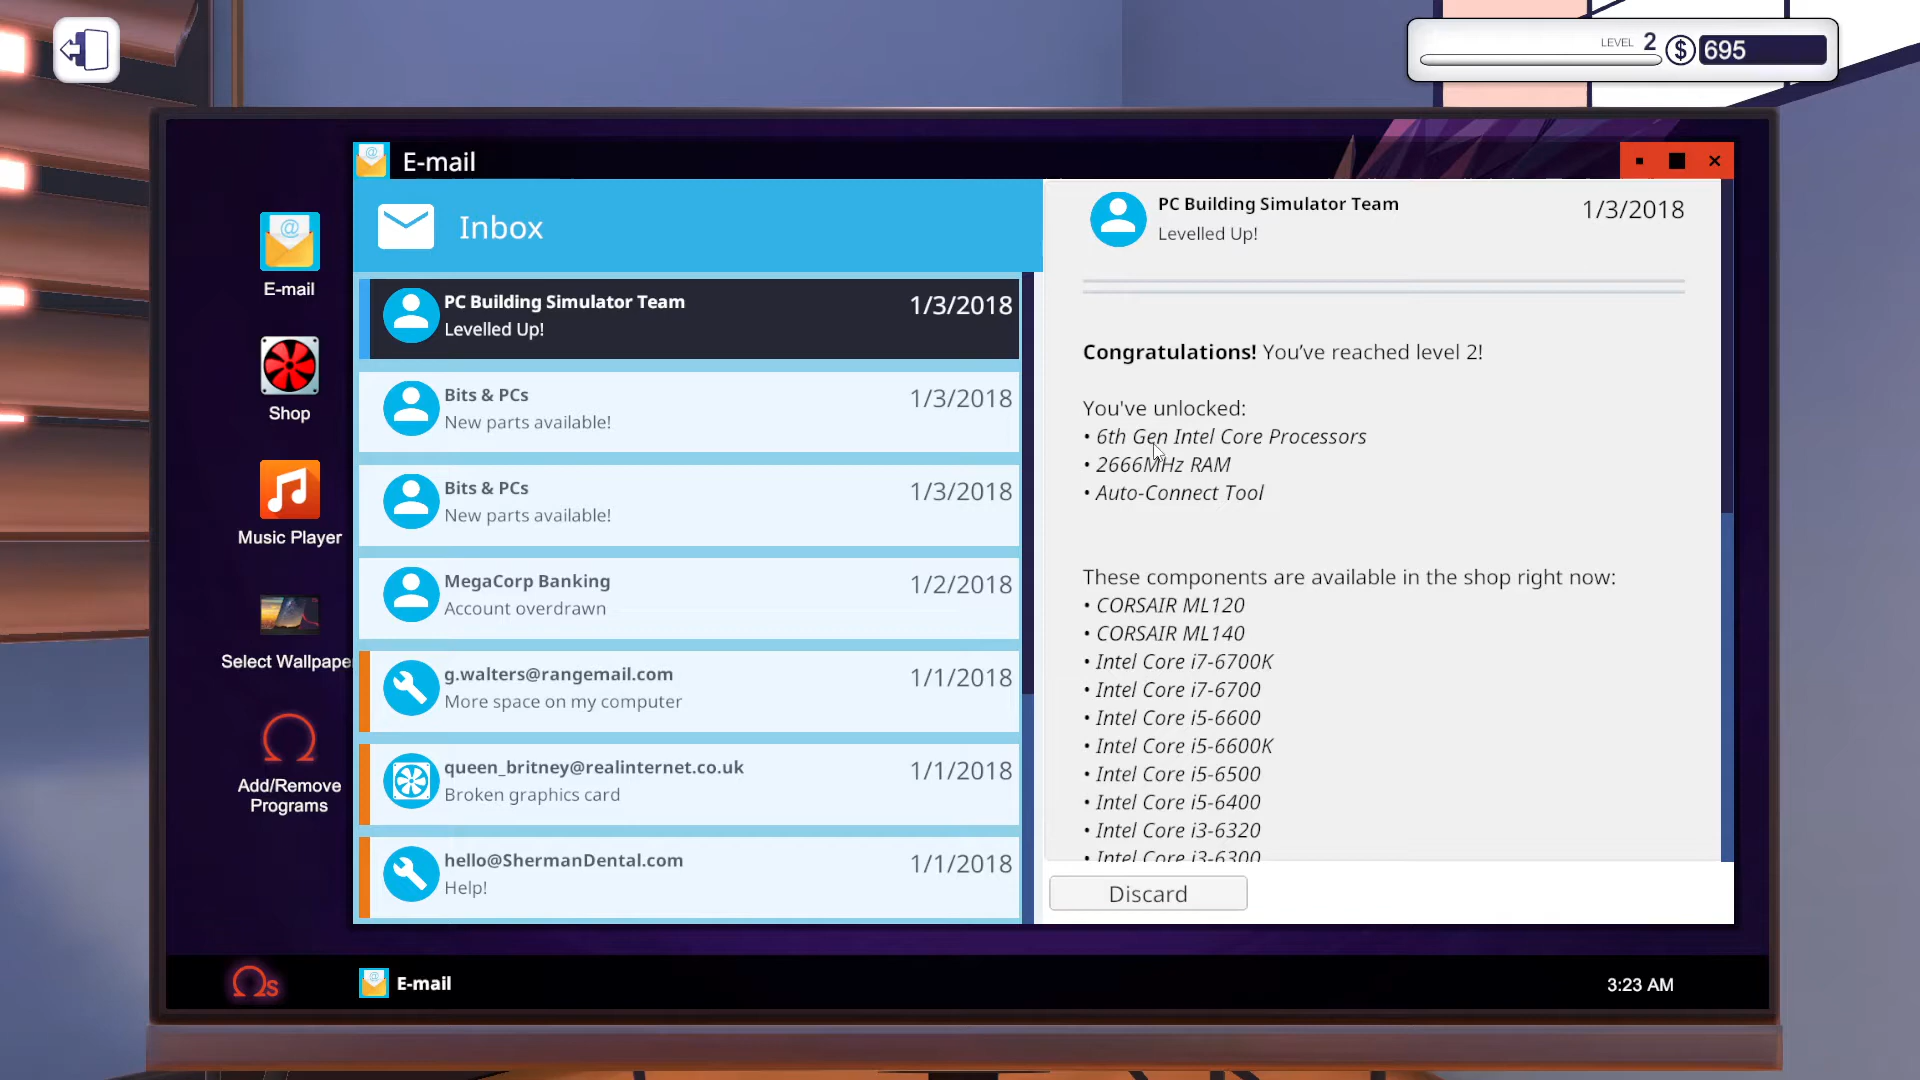 LEVEL 2
$ 695
E-mail
Inbox
PC Building Simulator Team 1/3/2018
Levelled Up!
Bits & PCs 1/3/2018
New parts available!
Bits & PCs 1/3/2018
New parts available!
MegaCorp Banking 1/2/2018
Account overdrawn
g.walters@rangemail.com 1/1/2018
More space on my computer
queen_britney@realinternet.co.uk 1/1/2018
Broken graphics card
hello@ShermanDental.com 1/1/2018
Help!
PC Building Simulator Team 1/3/2018
Levelled Up!
Congratulations! You've reached level 2!
You've unlocked:
• 6th Gen Intel Core Processors
• 2666MHz RAM
• Auto-Connect Tool
These components are available in the shop right now:
• CORSAIR ML120
• CORSAIR ML140
• Intel Core i7-6700K
• Intel Core i7-6700
• Intel Core i5-6600
• Intel Core i5-6600K
• Intel Core i5-6500
• Intel Core i5-6400
• Intel Core i3-6320
• Intel Core i3-6300
Discard
E-mail
Shop
Music Player
Select Wallpape
Add/Remove
Programs
Ωs
E-mail
3:23 AM